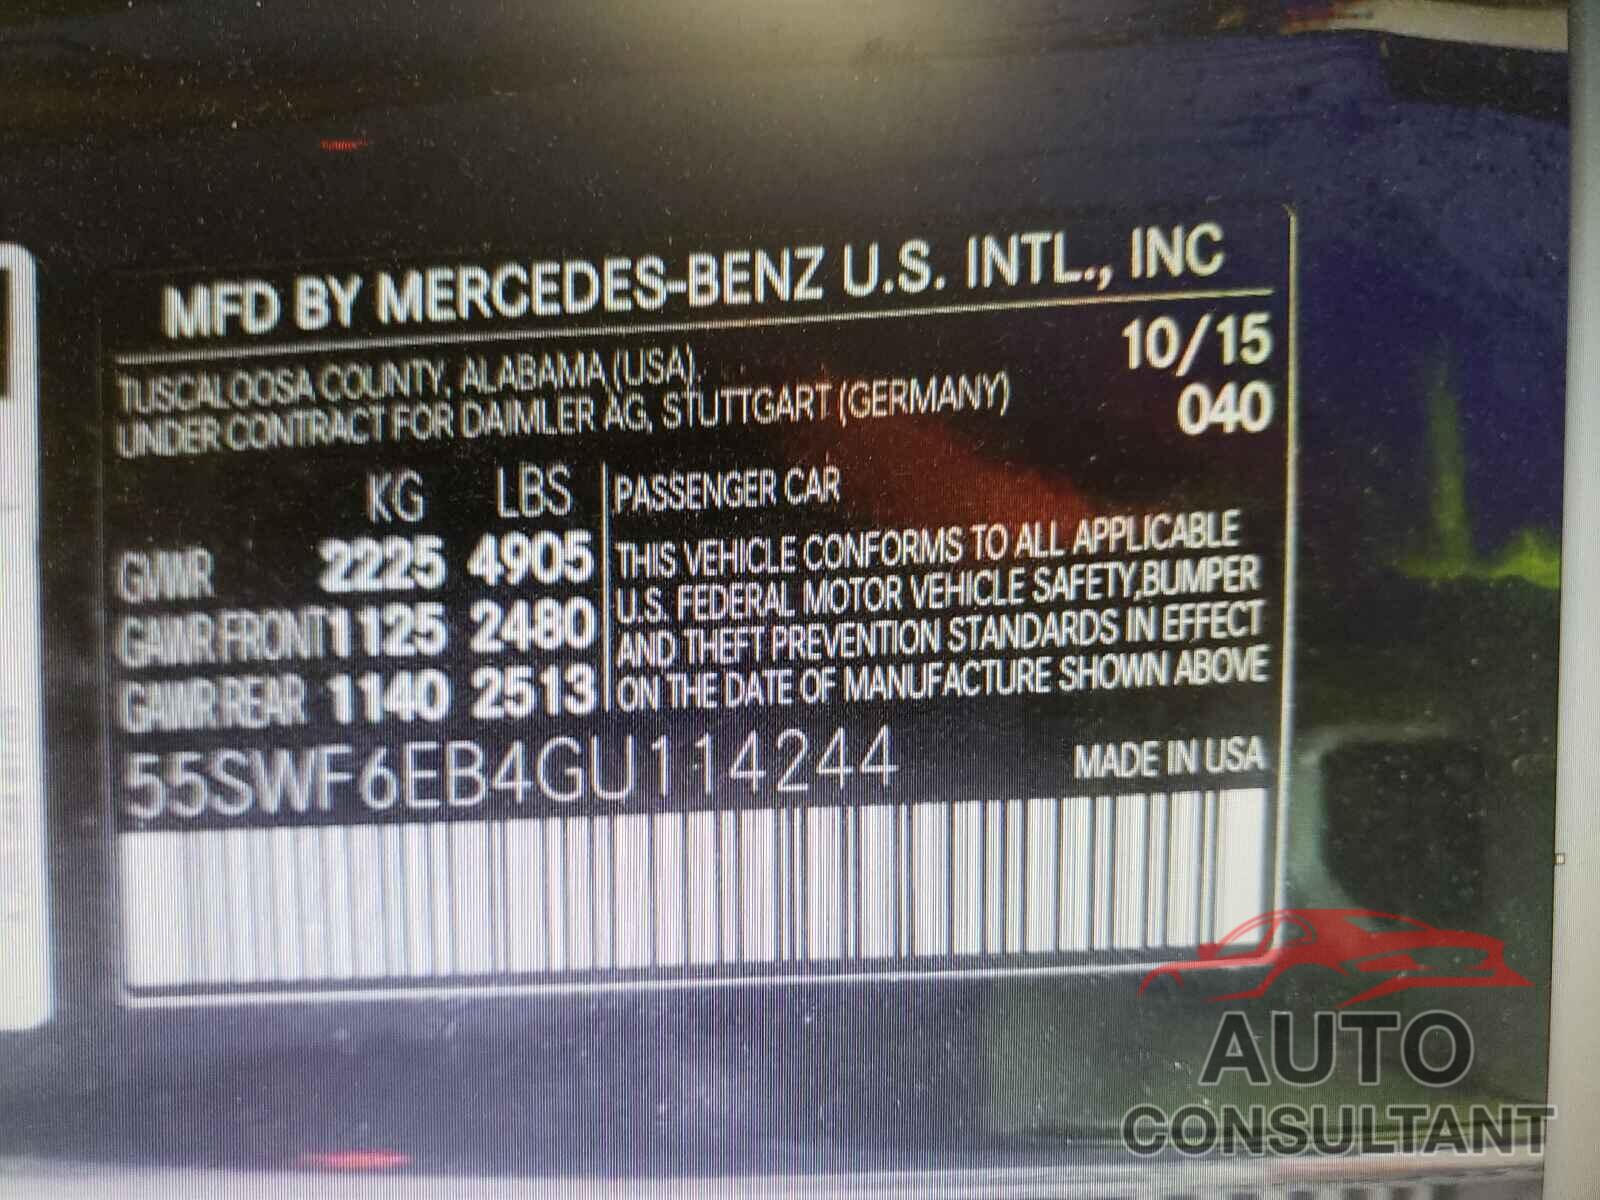 MFD BY MERCEDES-BENZ U.S. INTL., INC
10/15
TUSCALOOSA COUNTY, ALABAMA (USA),
UNDER CONTRACT FOR DAIMLER AG, STUTTGART (GERMANY)
040
KG LBS
GVWR 2225 4905
GAWR FRONT 1125 2480
GAWR REAR 1140 2513
PASSENGER CAR
THIS VEHICLE CONFORMS TO ALL APPLICABLE
U.S. FEDERAL MOTOR VEHICLE SAFETY,BUMPER
AND THEFT PREVENTION STANDARDS IN EFFECT
ON THE DATE OF MANUFACTURE SHOWN ABOVE
55SWF6EB4GU114244
MADE IN USA
AUTO
CONSULTANT